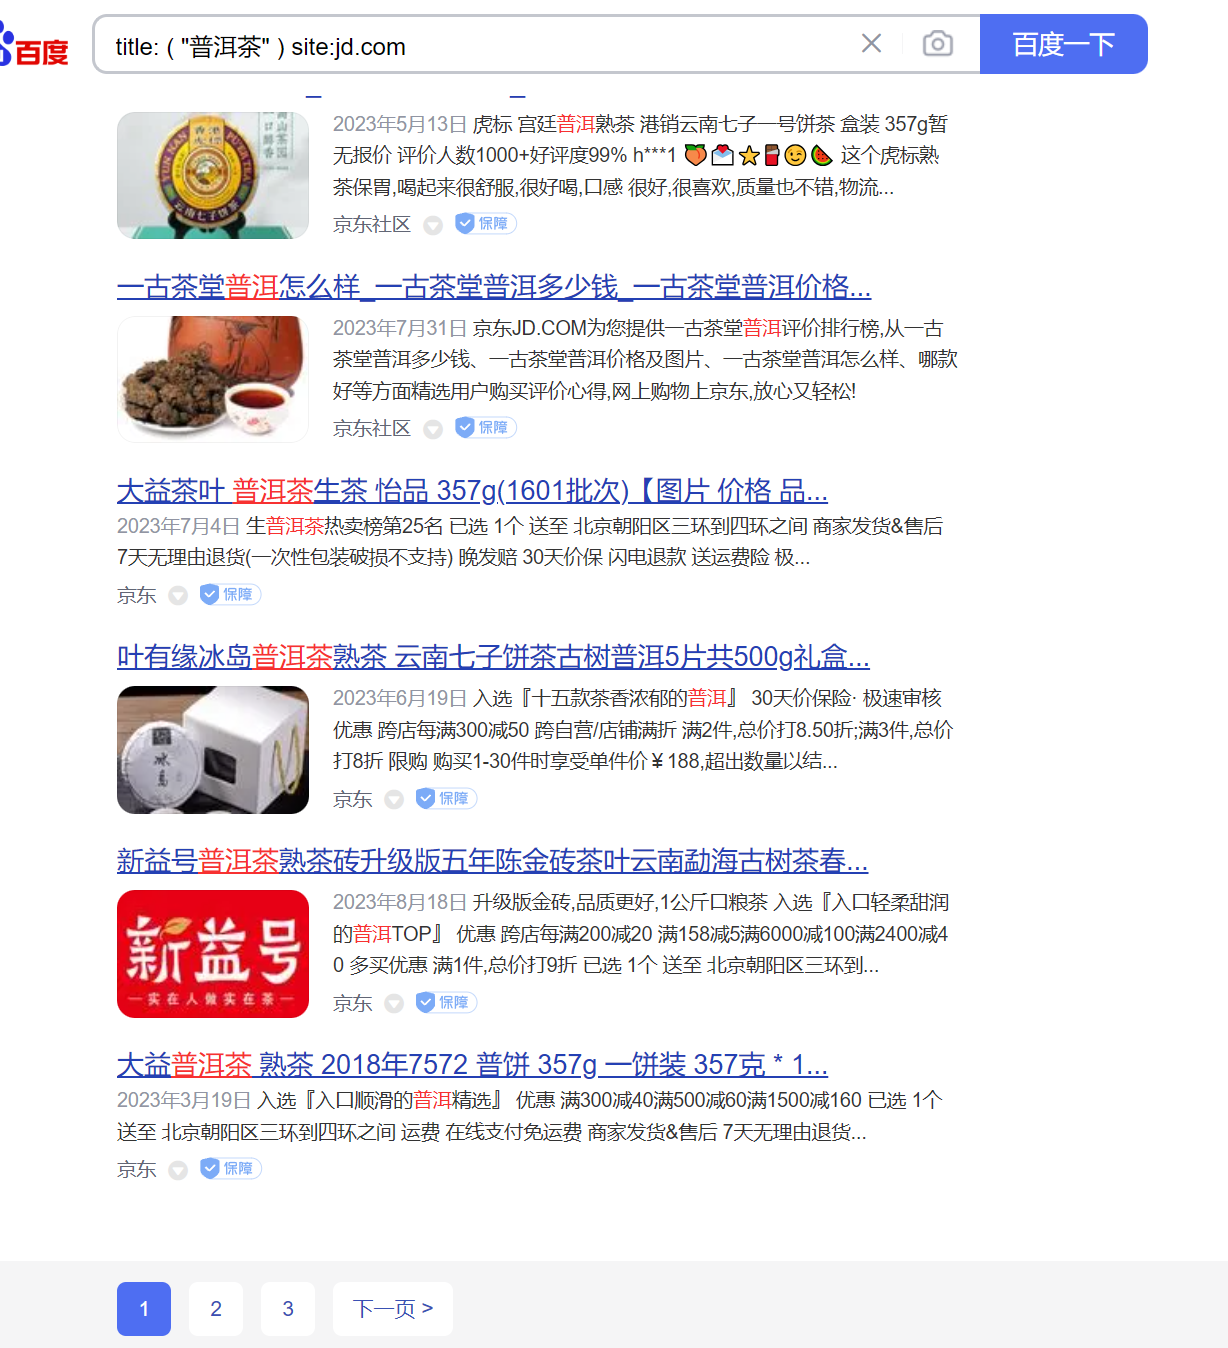 百度
title: ( "普洱茶" ) site:jd.com
百度一下
2023年5月13日 虎标 宫廷普洱熟茶 港销云南七子一号饼茶 盒装 357g暂
无报价 评价人数1000+好评度99% h***1 🍑💌⭐🍫😉🍉 这个虎标熟
茶保胃,喝起来很舒服,很好喝,口感 很好,很喜欢,质量也不错,物流...
京东社区 保障
一古茶堂普洱怎么样_一古茶堂普洱多少钱_一古茶堂普洱价格...
2023年7月31日 京东JD.COM为您提供一古茶堂普洱评价排行榜,从一古
茶堂普洱多少钱、一古茶堂普洱价格及图片、一古茶堂普洱怎么样、哪款
好等方面精选用户购买评价心得,网上购物上京东,放心又轻松!
京东社区 保障
大益茶叶 普洱茶生茶 怡品 357g(1601批次)【图片 价格 品...
2023年7月4日 生普洱茶热卖榜第25名 已选 1个 送至 北京朝阳区三环到四环之间 商家发货&售后
7天无理由退货(一次性包装破损不支持) 晚发赔 30天价保 闪电退款 送运费险 极...
京东 保障
叶有缘冰岛普洱茶熟茶 云南七子饼茶古树普洱5片共500g礼盒...
冰岛
2023年6月19日 入选『十五款茶香浓郁的普洱』 30天价保险· 极速审核
优惠 跨店每满300减50 跨自营/店铺满折 满2件,总价打8.50折;满3件,总价
打8折 限购 购买1-30件时享受单件价￥188,超出数量以结...
京东 保障
新益号普洱茶熟茶砖升级版五年陈金砖茶叶云南勐海古树茶春...
新益号
实在人做实在茶
2023年8月18日 升级版金砖,品质更好,1公斤口粮茶 入选『入口轻柔甜润
的普洱TOP』 优惠 跨店每满200减20 满158减5满6000减100满2400减4
0 多买优惠 满1件,总价打9折 已选 1个 送至 北京朝阳区三环到...
京东 保障
大益普洱茶 熟茶 2018年7572 普饼 357g 一饼装 357克 * 1...
2023年3月19日 入选『入口顺滑的普洱精选』 优惠 满300减40满500减60满1500减160 已选 1个
送至 北京朝阳区三环到四环之间 运费 在线支付免运费 商家发货&售后 7天无理由退货...
京东 保障
1 2 3 下一页 >